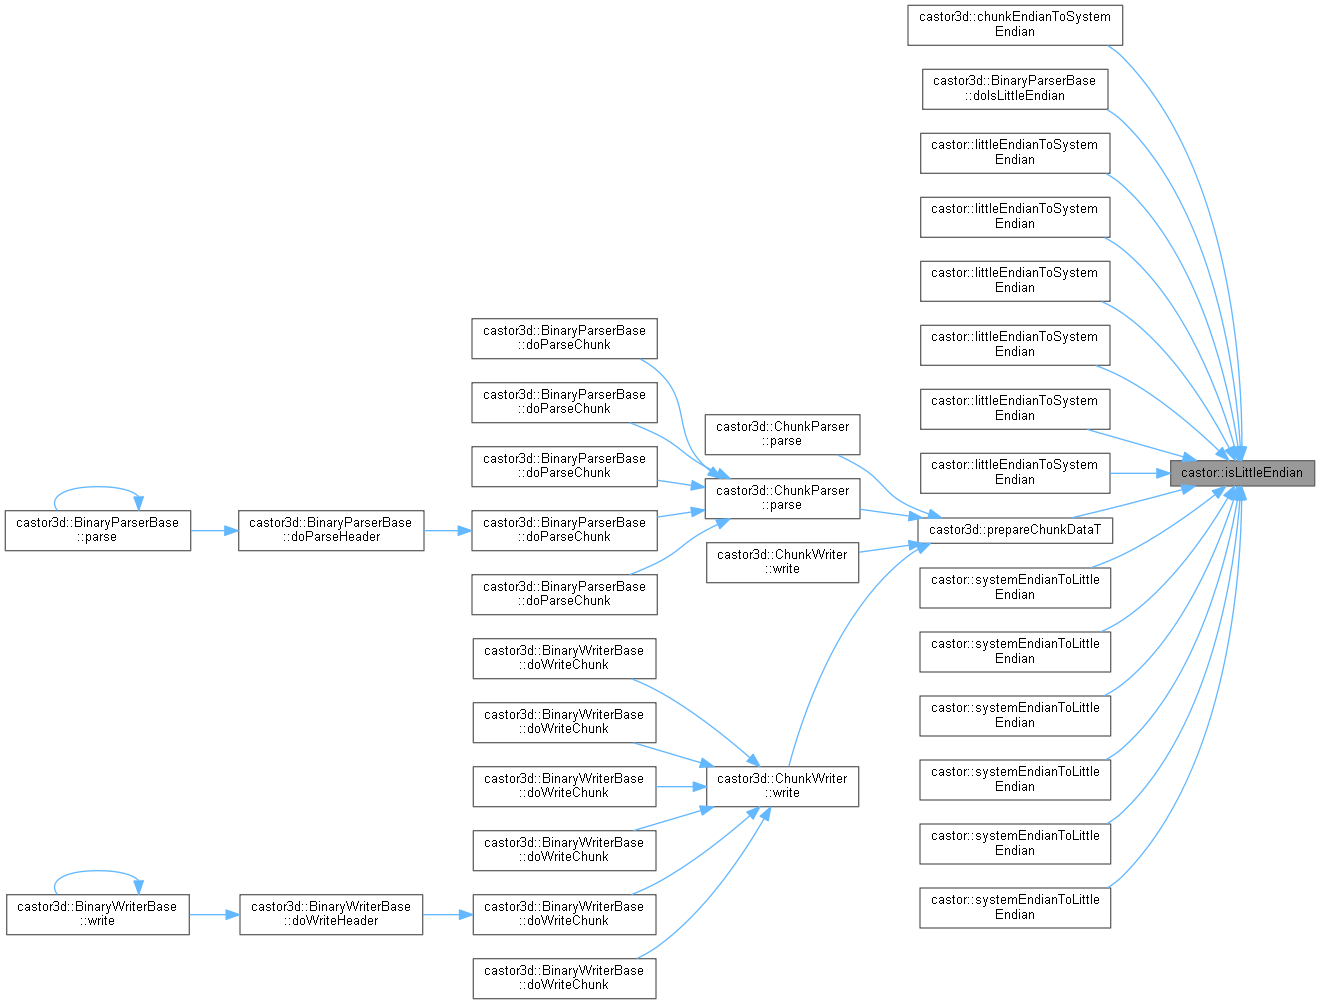 castor3d::chunkEndianToSystem
Endian
castor3d::BinaryParserBase
::doIsLittleEndian
castor::littleEndianToSystem
Endian
castor::littleEndianToSystem
Endian
castor::littleEndianToSystem
Endian
castor::littleEndianToSystem
Endian
castor::littleEndianToSystem
Endian
castor::littleEndianToSystem
Endian
castor::isLittleEndian
castor3d::prepareChunkDataT
castor::systemEndianToLittle
Endian
castor::systemEndianToLittle
Endian
castor::systemEndianToLittle
Endian
castor::systemEndianToLittle
Endian
castor::systemEndianToLittle
Endian
castor::systemEndianToLittle
Endian
castor3d::ChunkParser
::parse
castor3d::ChunkParser
::parse
castor3d::ChunkWriter
::write
castor3d::ChunkWriter
::write
castor3d::BinaryParserBase
::doParseChunk
castor3d::BinaryParserBase
::doParseChunk
castor3d::BinaryParserBase
::doParseChunk
castor3d::BinaryParserBase
::doParseChunk
castor3d::BinaryParserBase
::doParseChunk
castor3d::BinaryParserBase
::doParseHeader
castor3d::BinaryParserBase
::parse
castor3d::BinaryWriterBase
::doWriteChunk
castor3d::BinaryWriterBase
::doWriteChunk
castor3d::BinaryWriterBase
::doWriteChunk
castor3d::BinaryWriterBase
::doWriteChunk
castor3d::BinaryWriterBase
::doWriteChunk
castor3d::BinaryWriterBase
::doWriteChunk
castor3d::BinaryWriterBase
::doWriteHeader
castor3d::BinaryWriterBase
::write